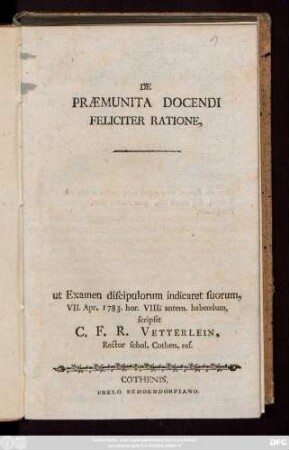 DE
PRÆMUNITA DOCENDI
FELICITER RATIONE,
ut Examen diſcipulorum indicaret ſuorum,
VII. Apr. 1783. hor. VIII. antem. habendum,
ſcripſit
C. F. R. VETTERLEIN,
Rector ſchol. Cothen. ref.
COTHENIS,
PRELO SCHOENDORFIANO.